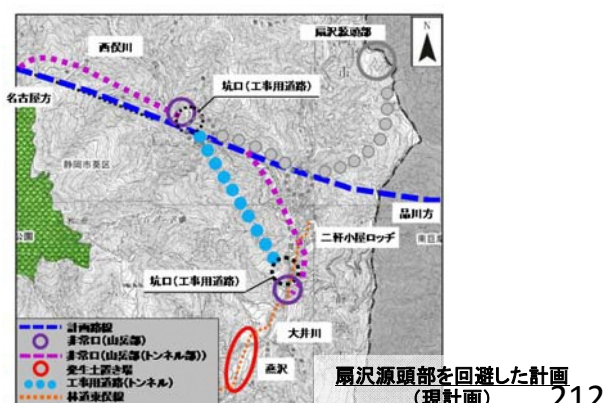 西俣川
扇沢源頭部
N
坑口(工事用道路)
名古屋方
静岡市葵区
品川方
二軒小屋ロッヂ
公園
坑口(工事用道路)
大井川
燕沢
計画路線
非常口(山岳部)
非常口(山岳部(トンネル部))
発生土置き場
工事用道路(トンネル)
林道東俣線
扇沢源頭部を回避した計画
(現計画)
212